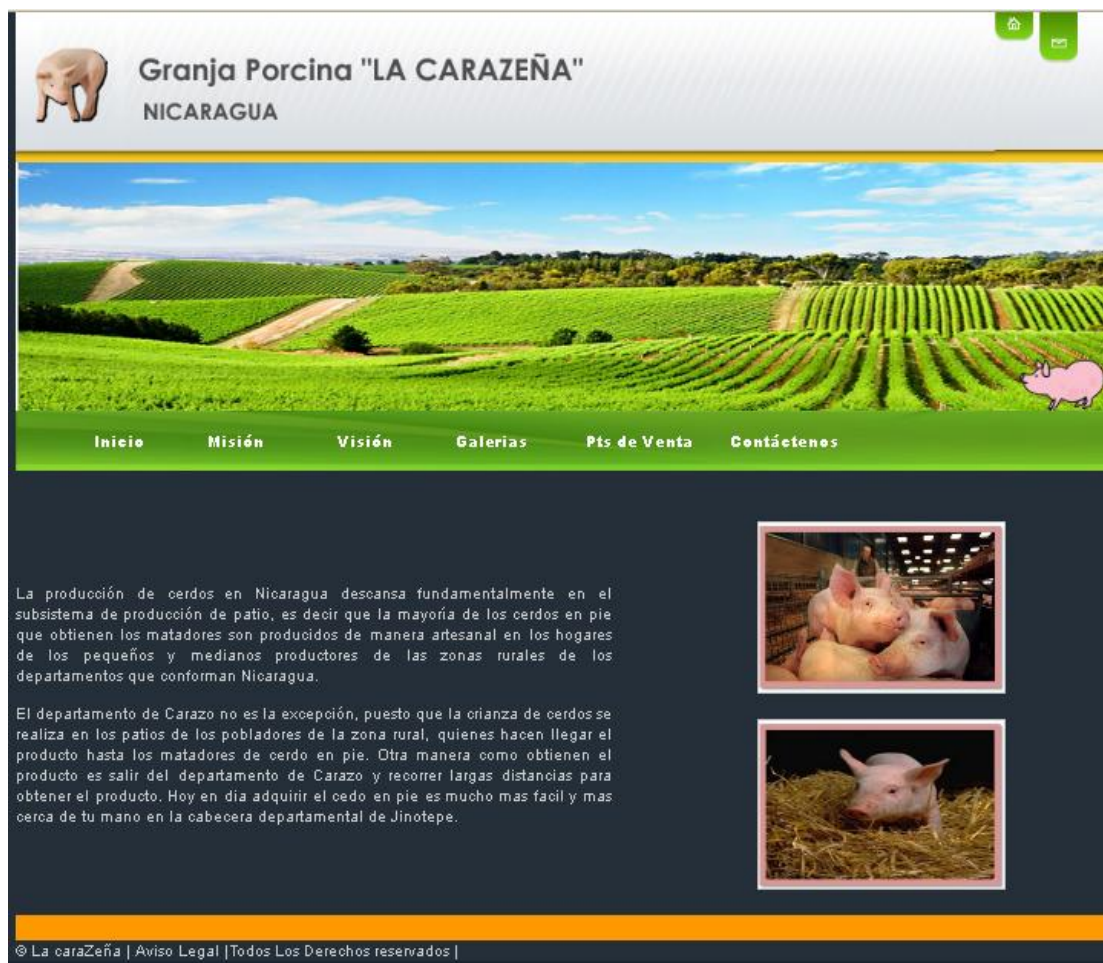 Granja Porcina "LA CARAZEÑA"
NICARAGUA
Inicio Misión Visión Galerias Pts de Venta Contáctenos
La producción de cerdos en Nicaragua descansa fundamentalmente en el
subsistema de producción de patio, es decir que la mayoría de los cerdos en pie
que obtienen los matadores son producidos de manera artesanal en los hogares
de los pequeños y medianos productores de las zonas rurales de los
departamentos que conforman Nicaragua.
El departamento de Carazo no es la excepción, puesto que la crianza de cerdos se
realiza en los patios de los pobladores de la zona rural, quienes hacen llegar el
producto hasta los matadores de cerdo en pie. Otra manera como obtienen el
producto es salir del departamento de Carazo y recorrer largas distancias para
obtener el producto. Hoy en dia adquirir el cedo en pie es mucho mas facil y mas
cerca de tu mano en la cabecera departamental de Jinotepe.
© La caraZeña | Aviso Legal |Todos Los Derechos reservados |